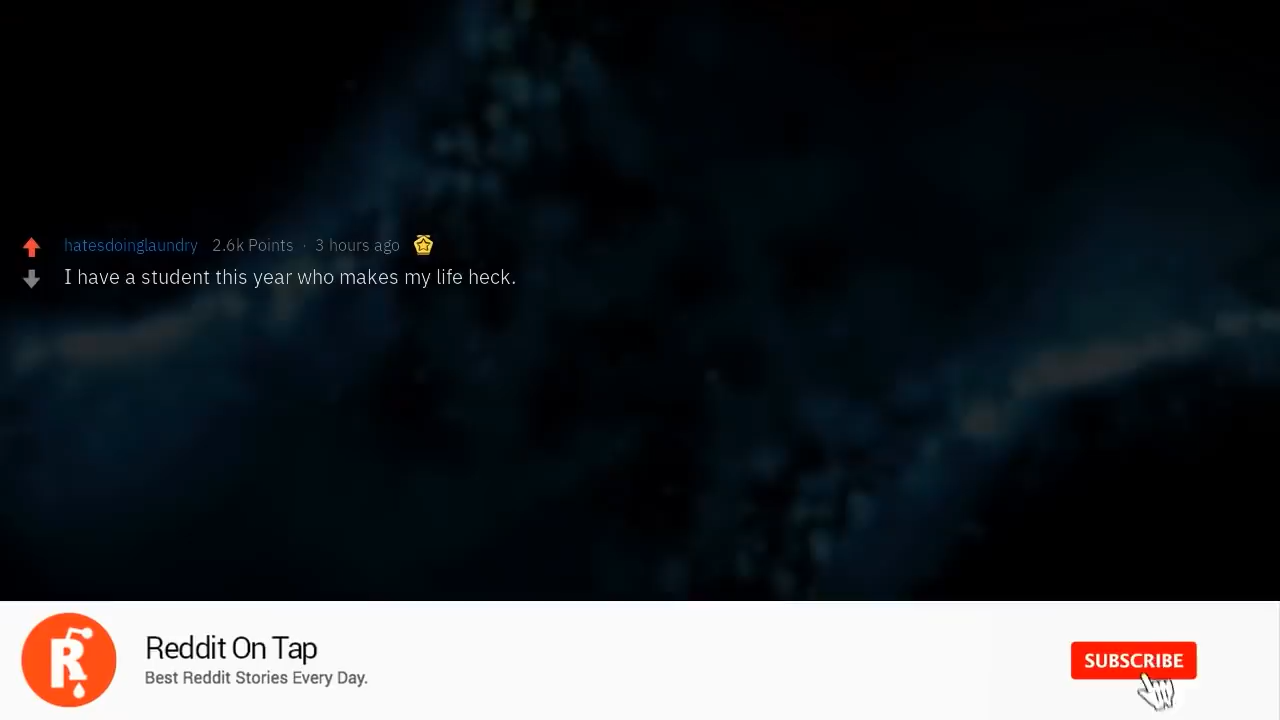 hatesdoinglaundry 2.6k Points · 3 hours ago
I have a student this year who makes my life heck.
R
Reddit On Tap
Best Reddit Stories Every Day.
SUBSCRIBE